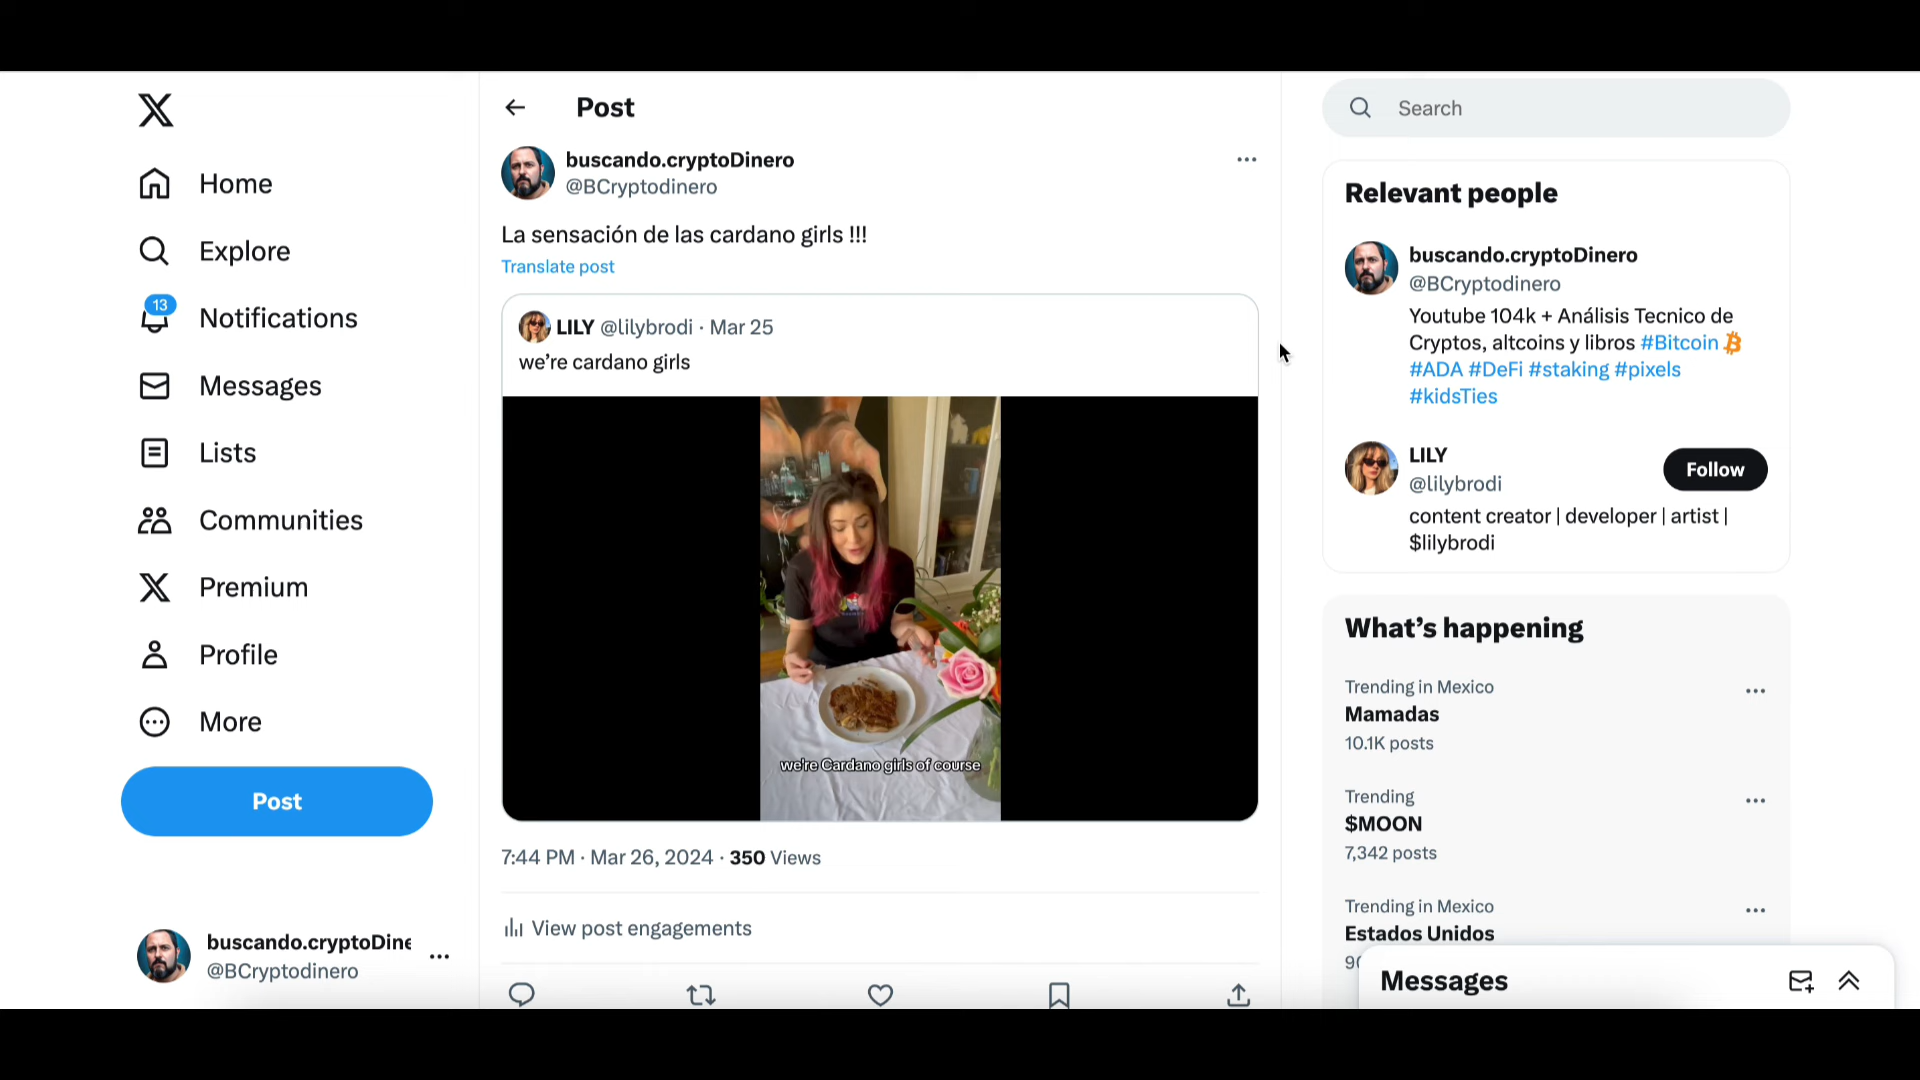 Home
Explore
13
Notifications
Messages
Lists
Communities
Premium
Profile
More
Post
buscando.cryptoDine
@BCryptodinero
Post
buscando.cryptoDinero
@BCryptodinero
La sensación de las cardano girls !!!
Translate post
LILY @lilybrodi · Mar 25
we’re cardano girls
we're Cardano girls of course
7:44 PM · Mar 26, 2024 · 350 Views
View post engagements
Search
Relevant people
buscando.cryptoDinero
@BCryptodinero
Youtube 104k + Análisis Tecnico de
Cryptos, altcoins y libros #Bitcoin
#ADA #DeFi #staking #pixels
#kidsTies
LILY
@lilybrodi
Follow
content creator | developer | artist |
$lilybrodi
What’s happening
Trending in Mexico
Mamadas
10.1K posts
Trending
$MOON
7,342 posts
Trending in Mexico
Estados Unidos
Messages